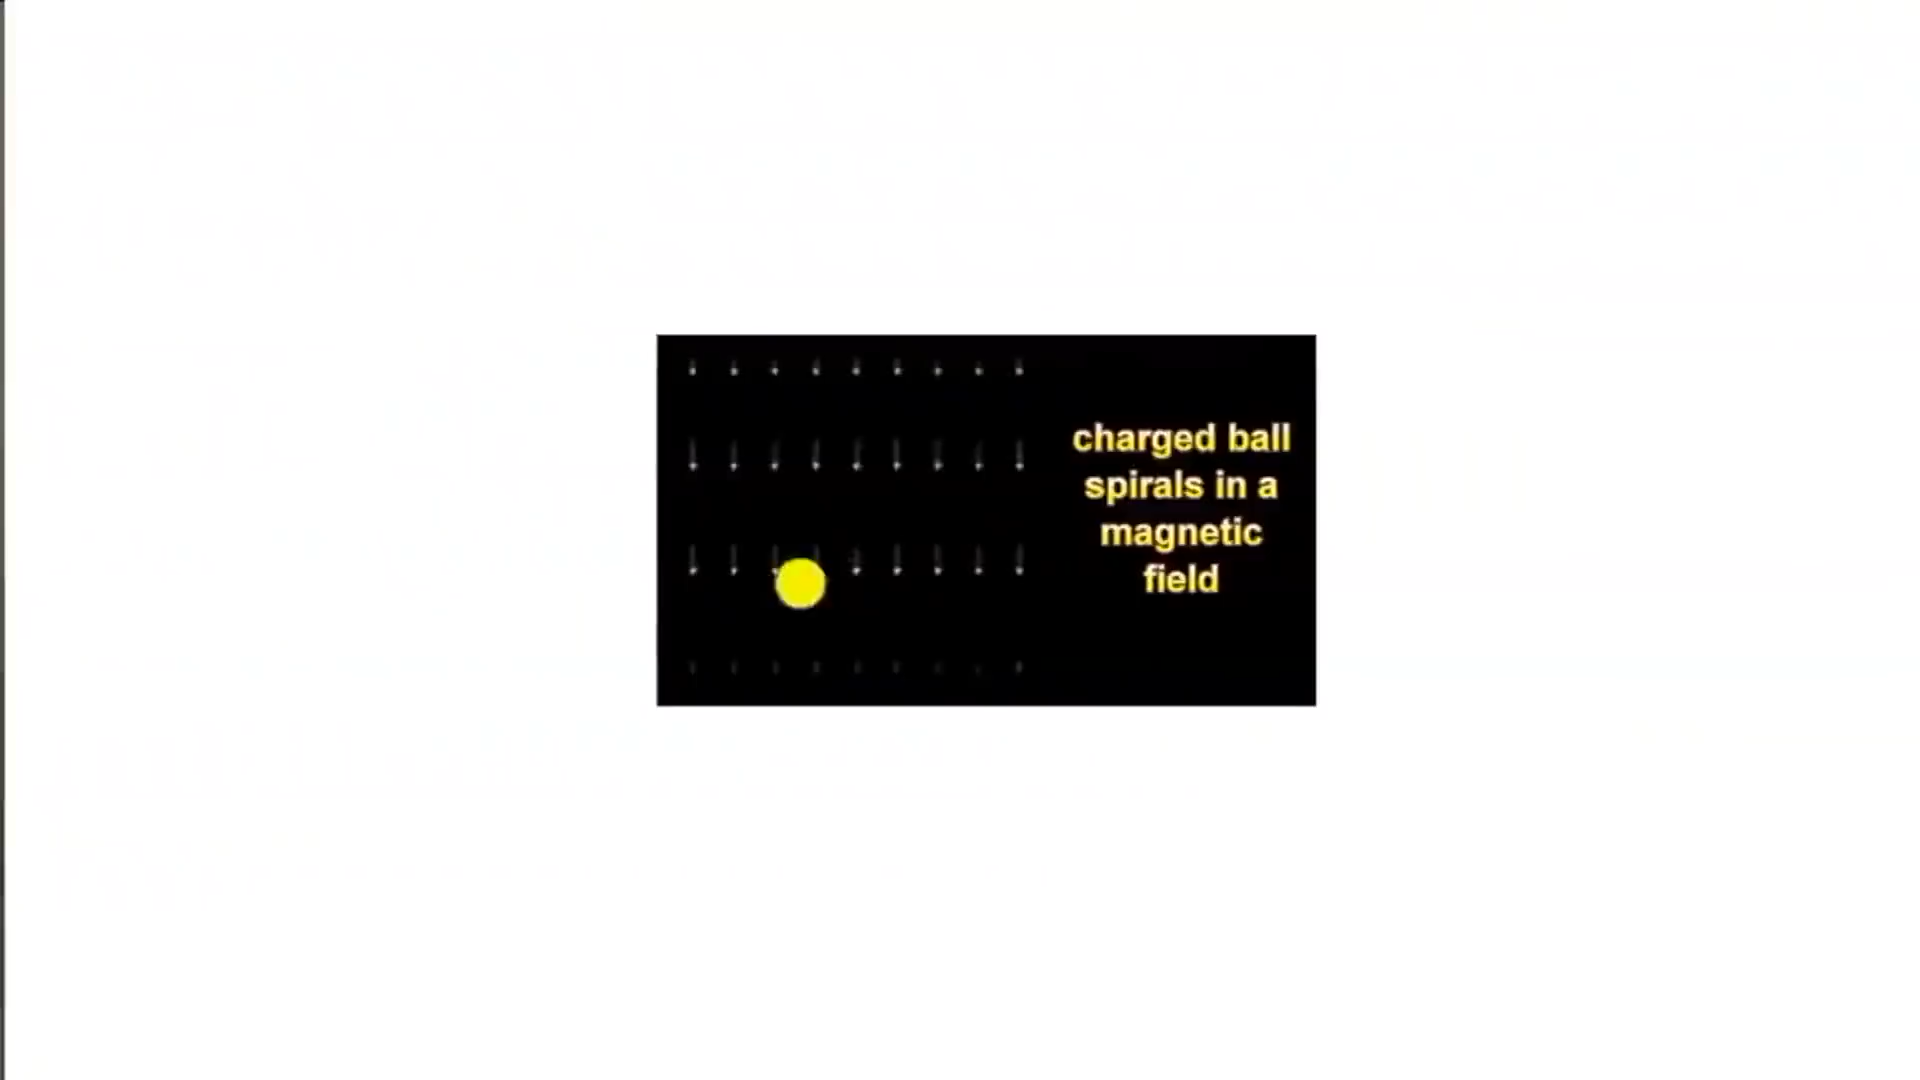 charged ball
spirals in a
magnetic
field